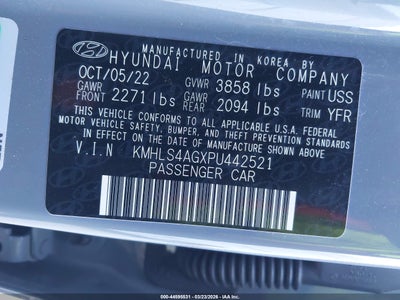 MANUFACTURED IN KOREA BY
HYUNDAI MOTOR COMPANY
OCT/05/22 GVWR 3858 lbs PAINT USS
GAWR FRONT 2271 lbs GAWR REAR 2094 lbs TRIM YFR
THIS VEHICLE CONFORMS TO ALL APPLICABLE U.S.A. FEDERAL
MOTOR VEHICLE SAFETY, BUMPER, AND THEFT PREVENTION STANDARDS
IN EFFECT ON THE DATE OF MANUFACTURE SHOWN ABOVE.
V.I.N KMHLS4AGXPU442521
PASSENGER CAR
000-44695531 - 03/23/2026 - IAA Inc.